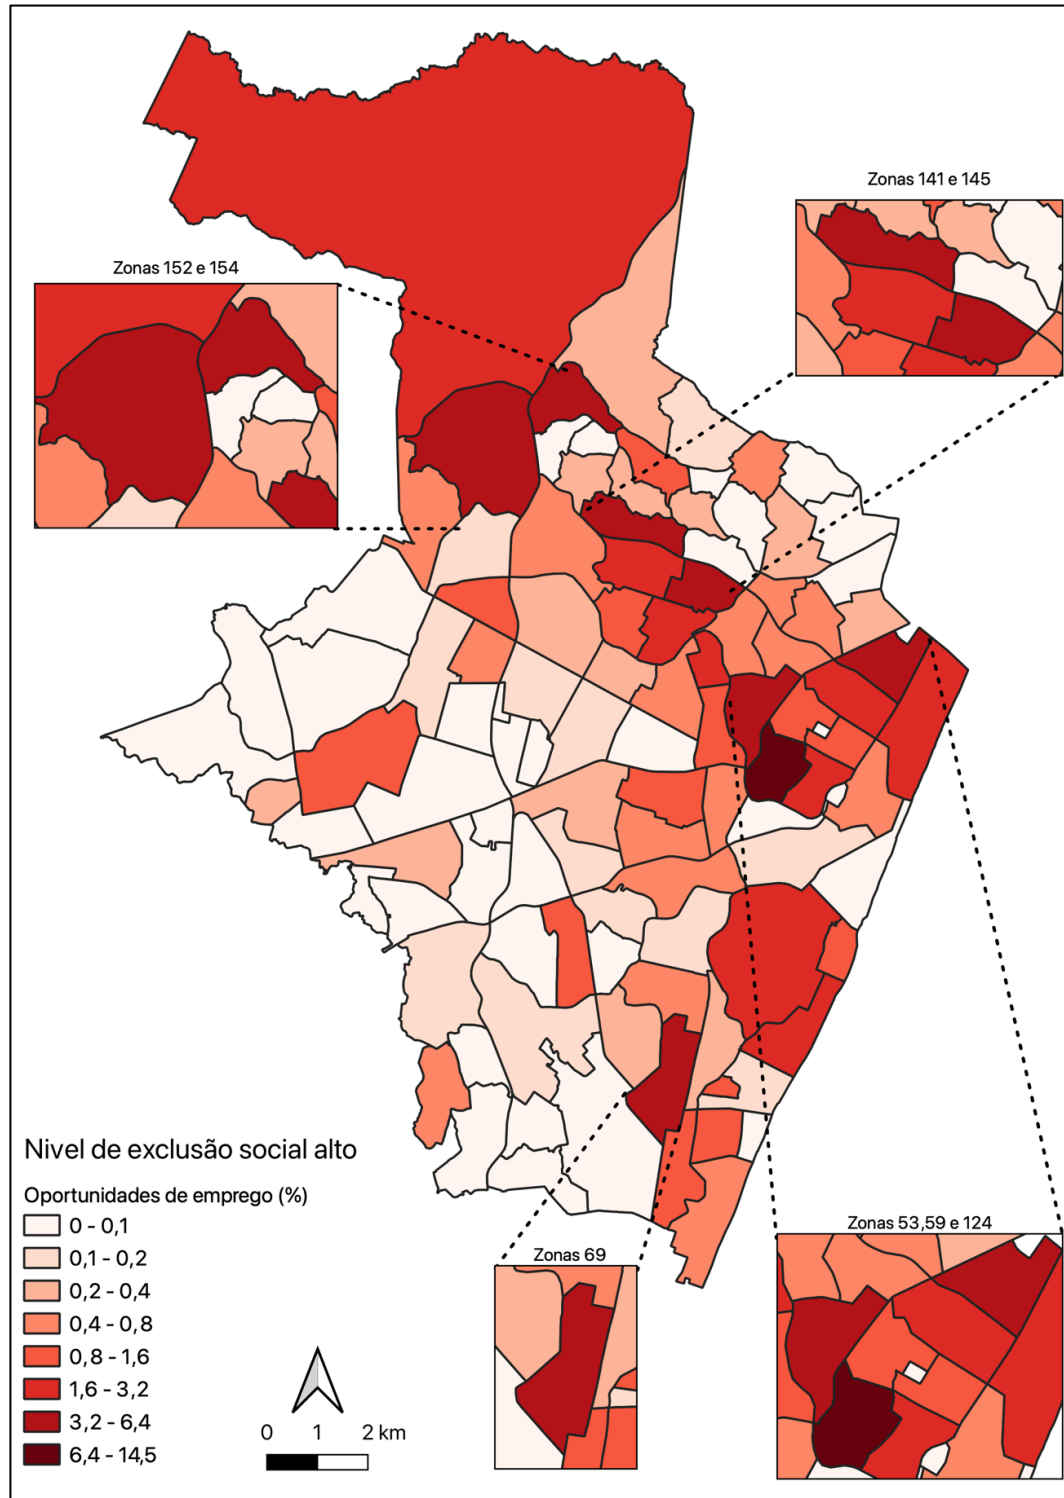 Zonas 141 e 145
Zonas 152 e 154
Nivel de exclusão social alto
Oportunidades de emprego (%)
0 - 0,1
0,1 - 0,2
0,2 - 0,4
0,4 - 0,8
0,8 - 1,6
1,6 - 3,2
3,2 - 6,4
6,4 - 14,5
0 1 2 km
Zonas 69
Zonas 53,59 e 124